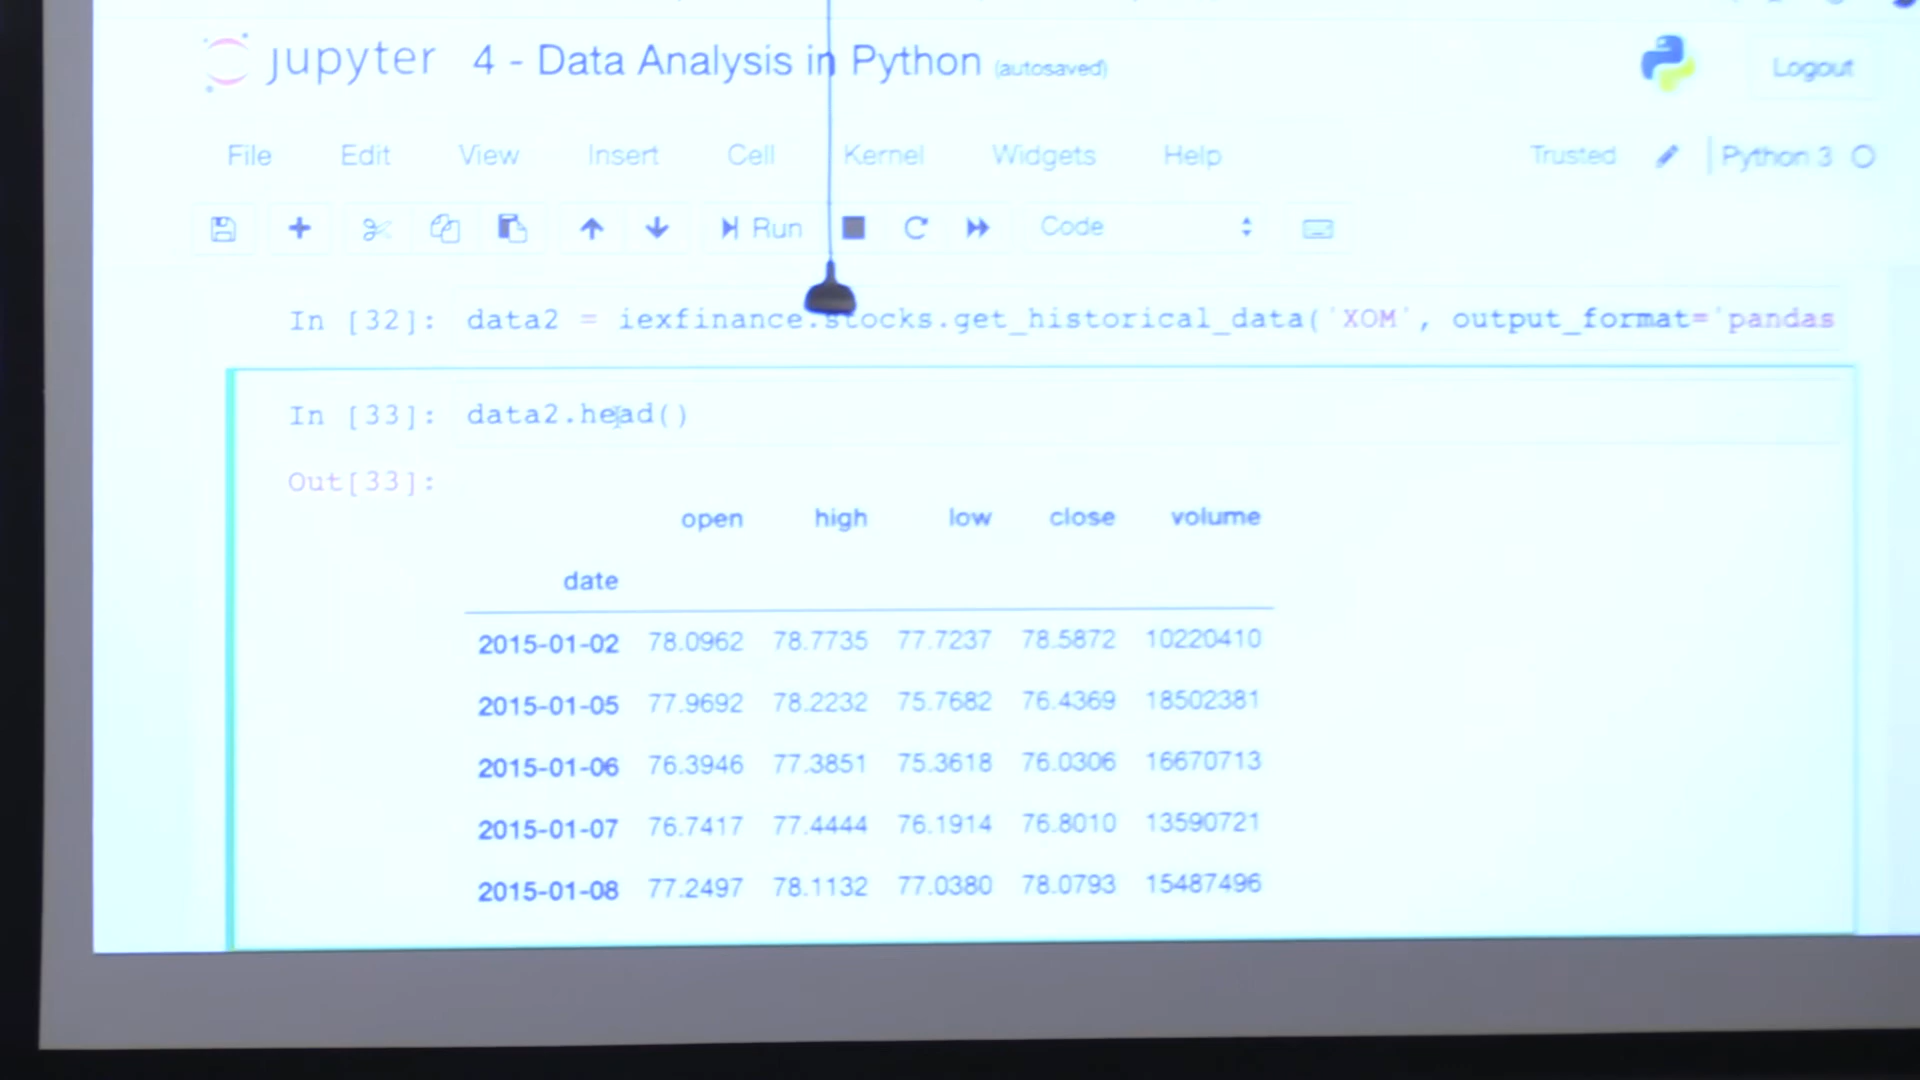 jupyter 4 - Data Analysis in Python (autosaved) Logout
File Edit View Insert Cell Kernel Widgets Help Trusted Python 3
Run Code
In [32]: data2 = iexfinance.stocks.get_historical_data('XOM', output_format='pandas
In [33]: data2.head()
Out[33]:
open high low close volume
date
2015-01-02 78.0962 78.7735 77.7237 78.5872 10220410
2015-01-05 77.9692 78.2232 75.7682 76.4369 18502381
2015-01-06 76.3946 77.3851 75.3618 76.0306 16670713
2015-01-07 76.7417 77.4444 76.1914 76.8010 13590721
2015-01-08 77.2497 78.1132 77.0380 78.0793 15487496